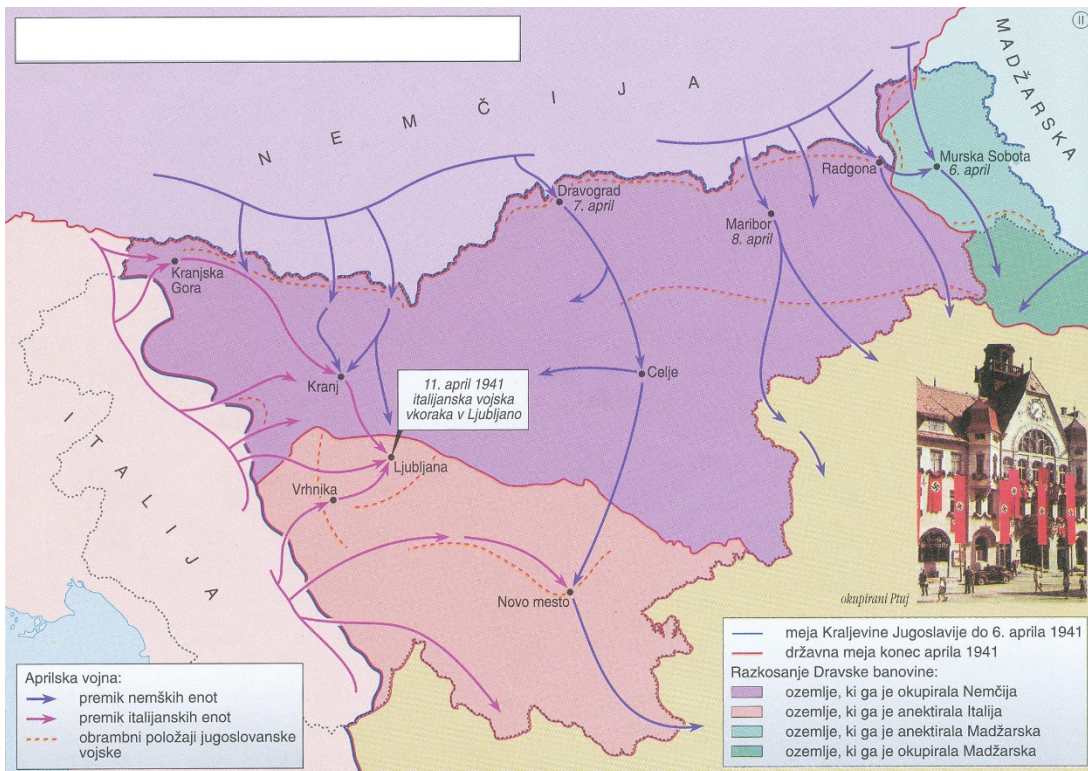 II
NEMČIJA
MADŽARSKA
ITALIJA
Murska Sobota
6. april
Radgona
Dravograd
7. april
Maribor
8. april
Kranjska
Gora
Kranj
Celje
11. april 1941
italijanska vojska
vkoraka v Ljubljano
Ljubljana
Vrhnika
Novo mesto
okupirani Ptuj
Aprilska vojna:
premik nemških enot
premik italijanskih enot
obrambni položaji jugoslovanske
vojske
meja Kraljevine Jugoslavije do 6. aprila 1941
državna meja konec aprila 1941
Razkosanje Dravske banovine:
ozemlje, ki ga je okupirala Nemčija
ozemlje, ki ga je anektirala Italija
ozemlje, ki ga je anektirala Madžarska
ozemlje, ki ga je okupirala Madžarska